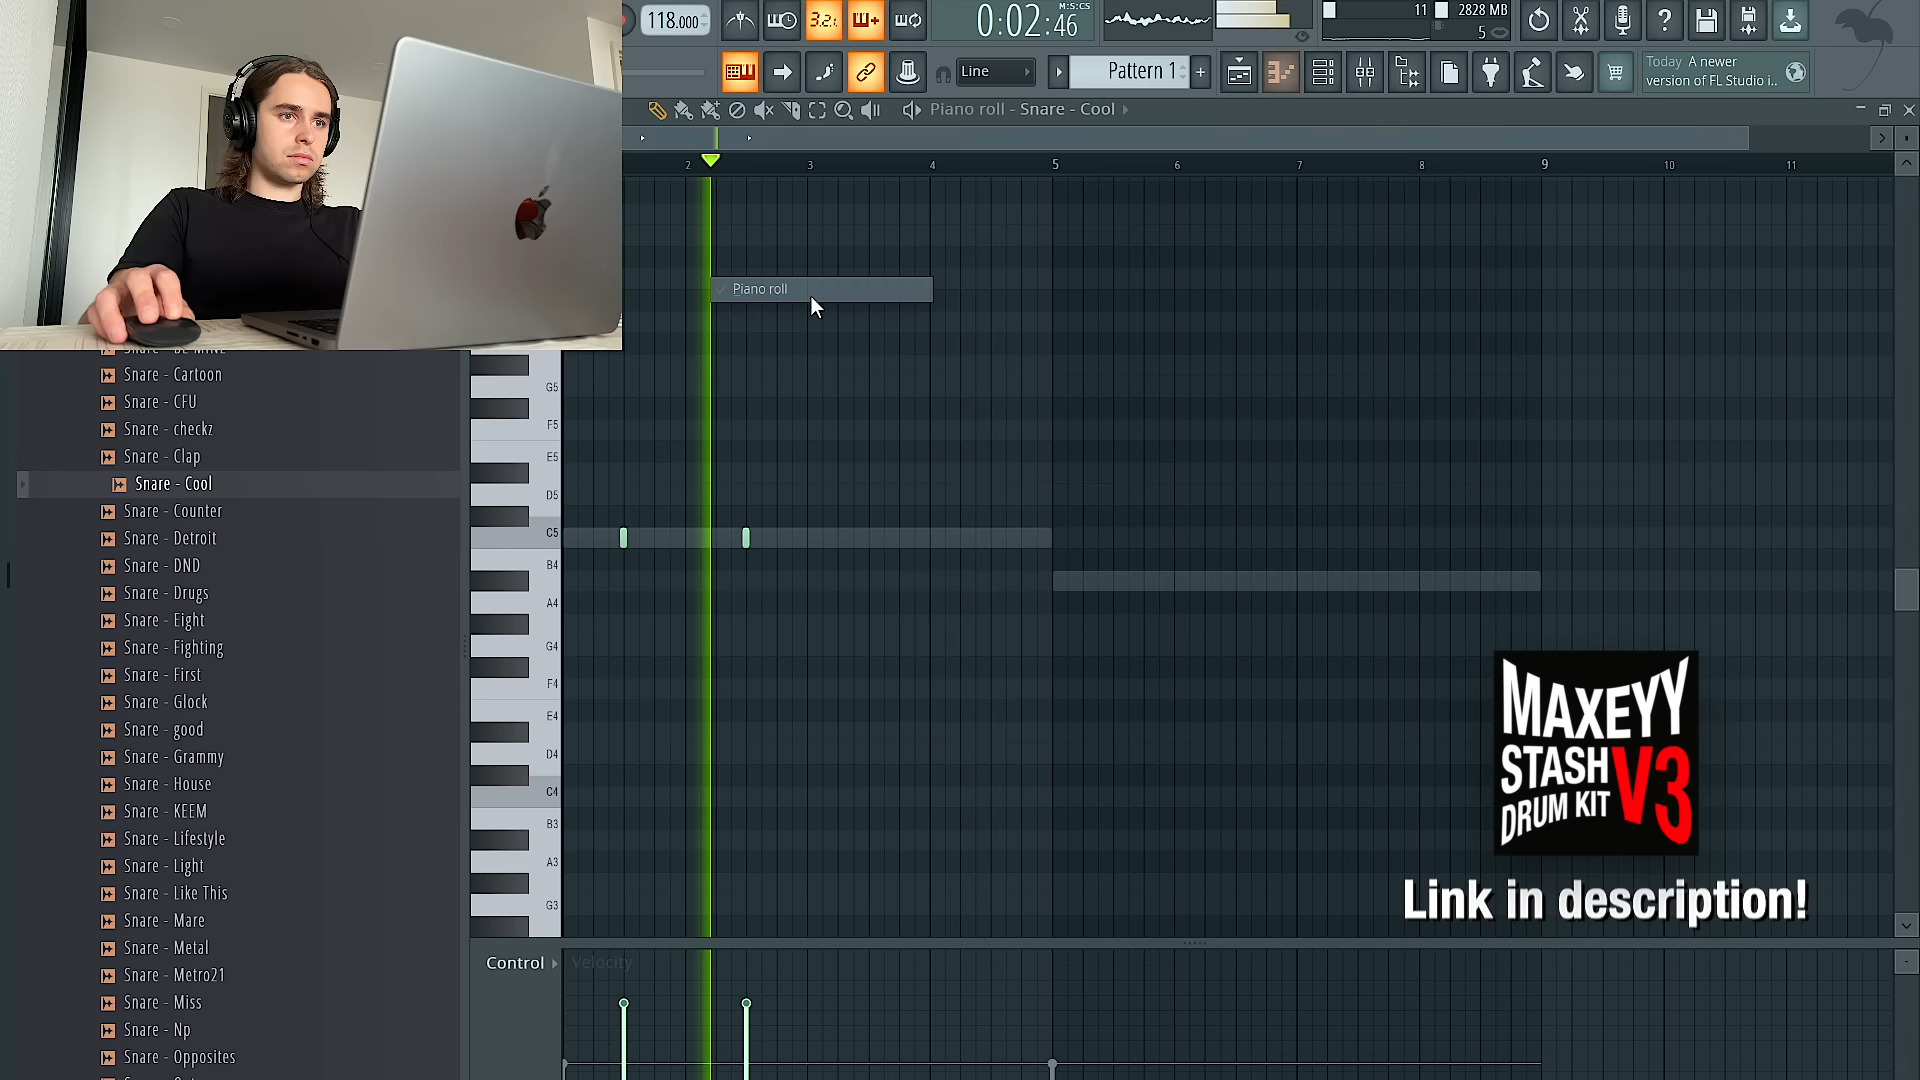 118.000
3.2.
0:02:46
M:S:CS
11
2828 MB
5
Line
Pattern 1
+
Today A newer
version of FL Studio i..
Piano roll - Snare - Cool
2 3 4 5 6 7 8 9 10 11
Piano roll
Snare - Cartoon
Snare - CFU
Snare - checkz
Snare - Clap
Snare - Cool
Snare - Counter
Snare - Detroit
Snare - DND
Snare - Drugs
Snare - Eight
Snare - Fighting
Snare - First
Snare - Glock
Snare - good
Snare - Grammy
Snare - House
Snare - KEEM
Snare - Lifestyle
Snare - Light
Snare - Like This
Snare - Mare
Snare - Metal
Snare - Metro21
Snare - Miss
Snare - Np
Snare - Opposites
G5
F5
E5
D5
C5
B4
A4
G4
F4
E4
D4
C4
B3
A3
G3
MAXEYY
STASH V3
DRUM KIT
Link in description!
Control
Velocity